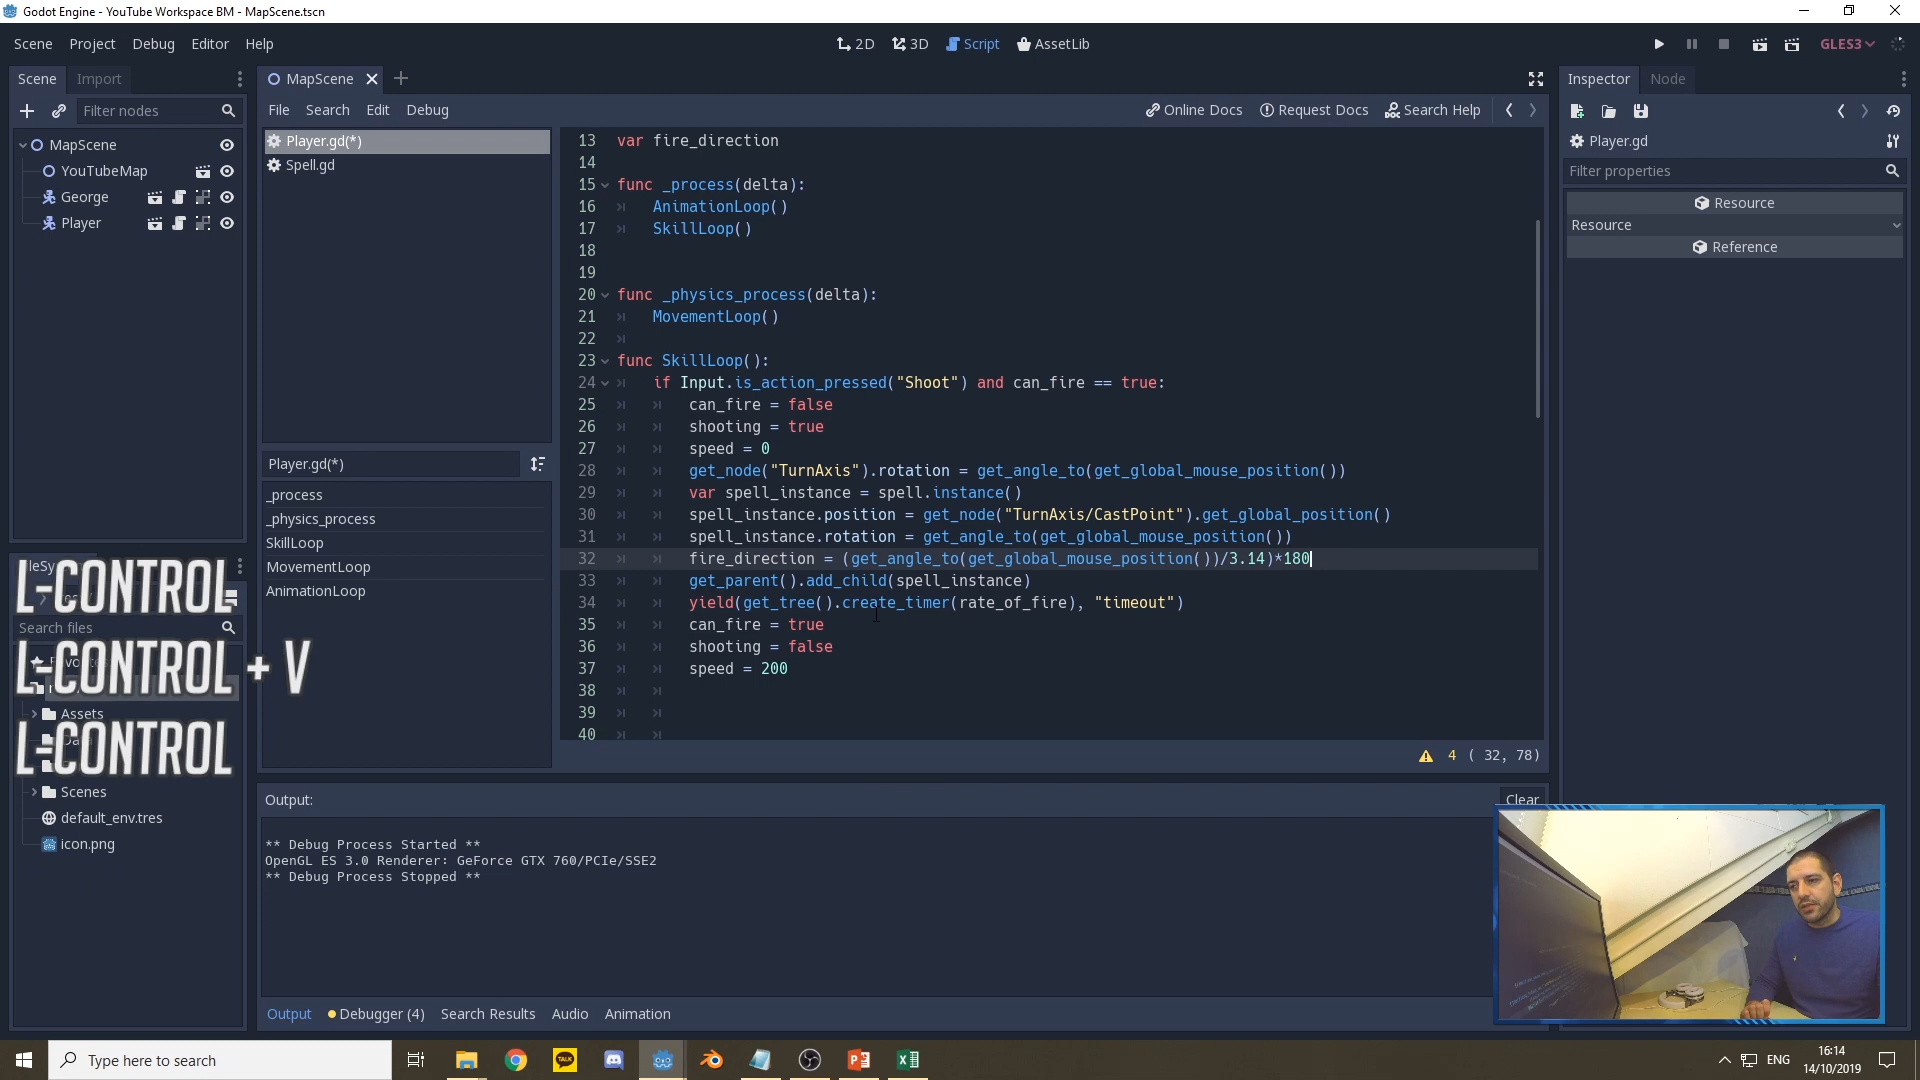 Godot Engine - YouTube Workspace BM - MapScene.tscn
Scene Project Debug Editor Help
2D 3D Script AssetLib
GLES3
Scene Import
MapScene
Inspector Node
Filter nodes
File Search Edit Debug
Online Docs Request Docs Search Help
MapScene
YouTubeMap
George
Player
Player.gd(*)
Spell.gd
Player.gd(*)
_process
_physics_process
SkillLoop
MovementLoop
AnimationLoop
13 var fire_direction
14
15 func _process(delta):
16 AnimationLoop()
17 SkillLoop()
18
19
20 func _physics_process(delta):
21 MovementLoop()
22
23 func SkillLoop():
24 if Input.is_action_pressed("Shoot") and can_fire == true:
25 can_fire = false
26 shooting = true
27 speed = 0
28 get_node("TurnAxis").rotation = get_angle_to(get_global_mouse_position())
29 var spell_instance = spell.instance()
30 spell_instance.position = get_node("TurnAxis/CastPoint").get_global_position()
31 spell_instance.rotation = get_angle_to(get_global_mouse_position())
32 fire_direction = (get_angle_to(get_global_mouse_position())/3.14)*180
33 get_parent().add_child(spell_instance)
34 yield(get_tree().create_timer(rate_of_fire), "timeout")
35 can_fire = true
36 shooting = false
37 speed = 200
38
39
40
4 ( 32, 78)
Player.gd
Filter properties
Resource
Resource
Reference
L-CONTROL
Search files
L-CONTROL + V
Assets
L-CONTROL
Scenes
default_env.tres
icon.png
Output:
Clear
** Debug Process Started **
OpenGL ES 3.0 Renderer: GeForce GTX 760/PCIe/SSE2
** Debug Process Stopped **
Output Debugger (4) Search Results Audio Animation
Type here to search
TALK
ENG
16:14
14/10/2019